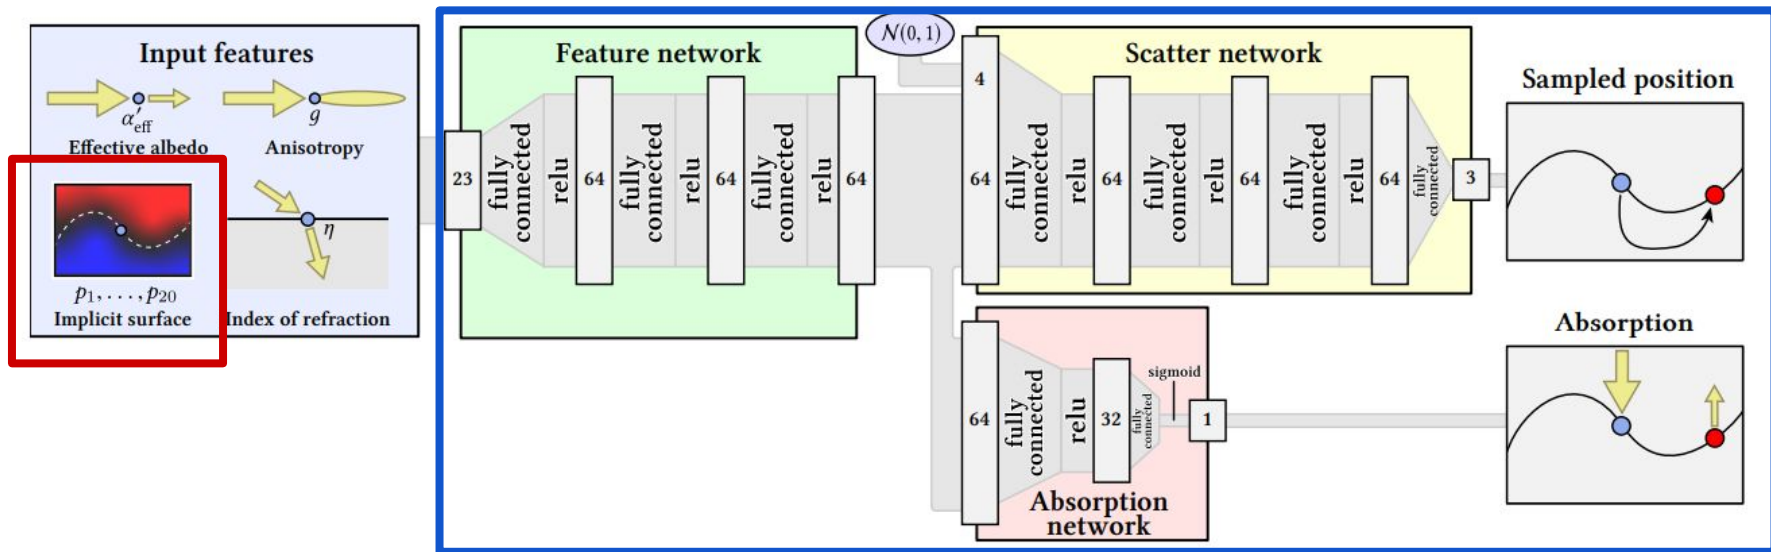 Input features
α′eff
Effective albedo
g
Anisotropy
p1, . . . , p20
Implicit surface
η
Index of refraction
Feature network
23
fully
connected
relu
64
fully
connected
relu
64
fully
connected
relu
64
N(0, 1)
Scatter network
4
64
fully
connected
relu
64
fully
connected
relu
64
fully
connected
relu
64
fully
connected
3
Sampled position
64
fully
connected
relu
32
fully
connected
sigmoid
1
Absorption
network
Absorption